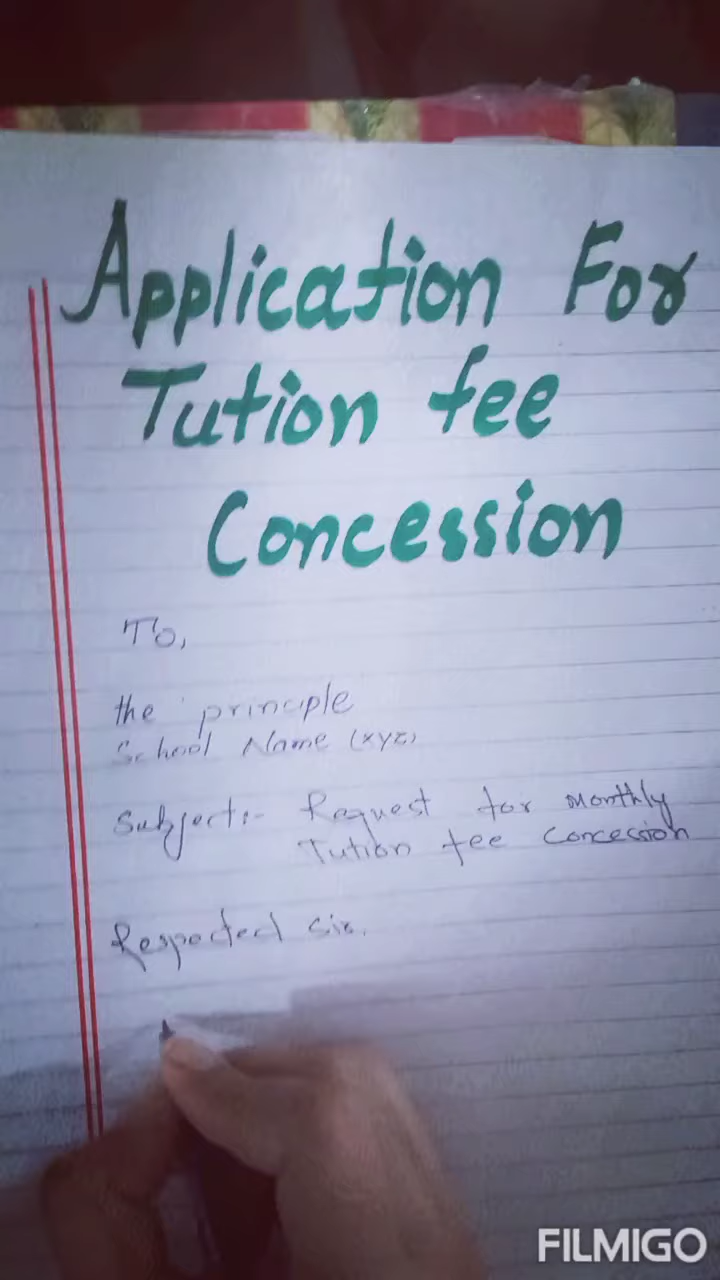 Application For
Tution fee
Concession
To,
the principle
School Name (xyz)
Subject:- Request for Monthly
Tution fee Concession
Respected sir.
FILMIGO